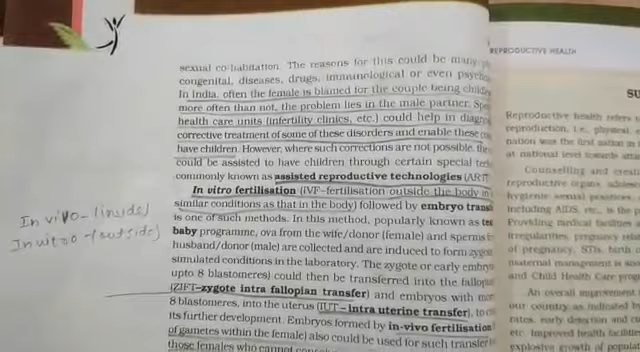 sexual co-habitation. The reasons for this could be many
congenital, diseases, drugs, immunological or even
In India, often the female is blamed for the couple being
more often than not, the problem lies in the male partner.
health care units (infertility clinics, etc.) could help in
corrective treatment of some of these disorders and enable these
have children. However, where such corrections are not possible,
could be assisted to have children through certain special
commonly known as assisted reproductive technologies (ART
In vitro fertilisation (IVF–fertilisation outside the body in
similar conditions as that in the body) followed by embryo
is one of such methods. In this method, popularly known as
baby programme, ova from the wife/donor (female) and sperms
husband/donor (male) are collected and are induced to form
simulated conditions in the laboratory. The zygote or early
upto 8 blastomeres) could then be transferred into the
(ZIFT–zygote intra fallopian transfer) and embryos with
8 blastomeres, into the uterus (IUT – intra uterine transfer), to
its further development. Embryos formed by in-vivo fertilisation
of gametes within the female) also could be used for such transfer
those females who cannot
In vivo - (inside)
In vitro - (outside)
REPRODUCTIVE HEALTH
SU
Reproductive health refers
reproduction, i.e., physical,
nation was the first nation in
at national level towards
Counselling and
reproductive organs,
hygienic sexual practices,
including AIDS, etc., is the
Providing medical facilities
irregularities, pregnancy
of pregnancy, STDs, birth
maternal management is
and Child Health Care
An overall improvement
our country as indicated
rates, early detection and
etc. Improved health
explosive growth of